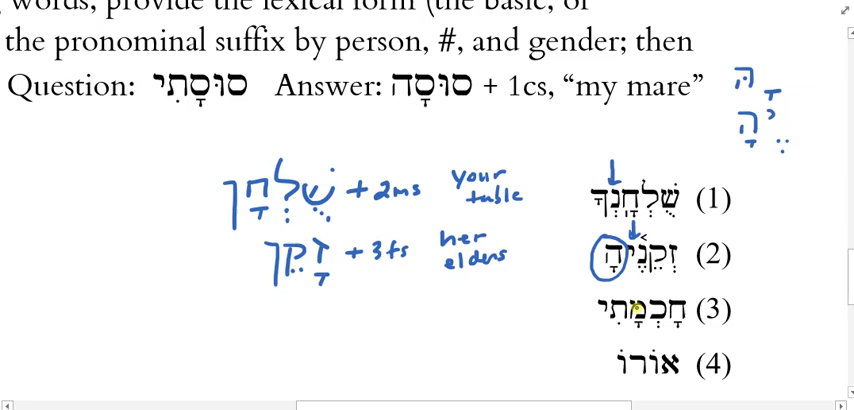 words, provide the lexical form (the basic, or
the pronominal suffix by person, #, and gender; then
Question: סוּסָתִי Answer: סוּסָה + 1cs, “my mare”
שֻׁלְחָן + 2ms your table
(1) שֻׁלְחָנְךָ
זָקֵן + 3fs her elders
(2) זְקֵנֶ֫יהָ
(3) חָכְמָתִי
(4) אוֹרוֹ